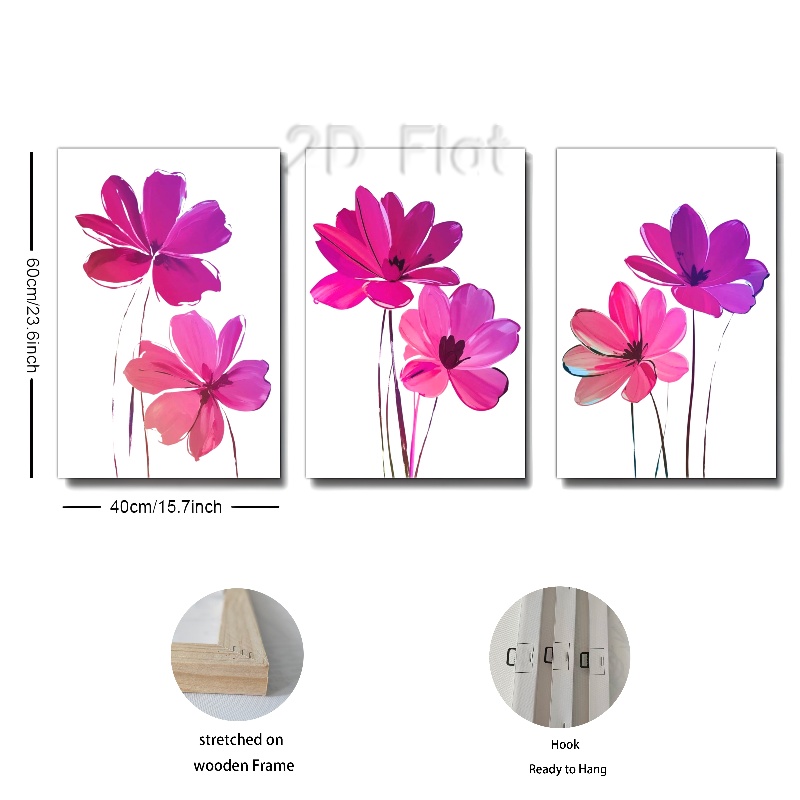 2D Flat
60cm/23.6inch
40cm/15.7inch
stretched on
wooden Frame
Hook
Ready to Hang